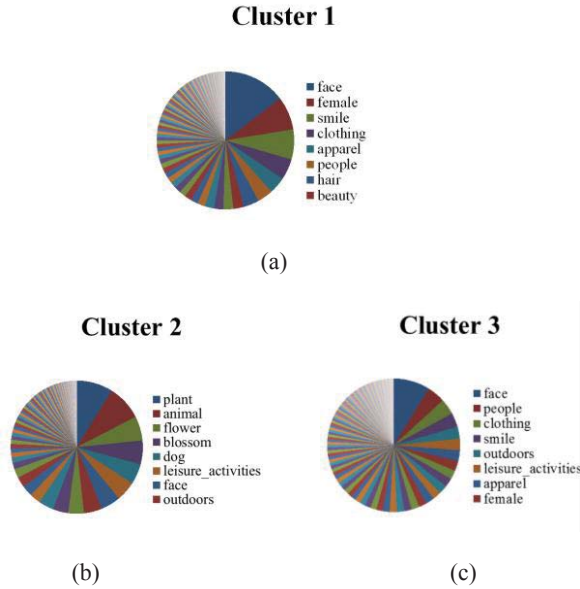 Cluster 1
face
female
smile
clothing
apparel
people
hair
beauty
(a)
Cluster 2
plant
animal
flower
blossom
dog
leisure_activities
face
outdoors
(b)
Cluster 3
face
people
clothing
smile
outdoors
leisure_activities
apparel
female
(c)